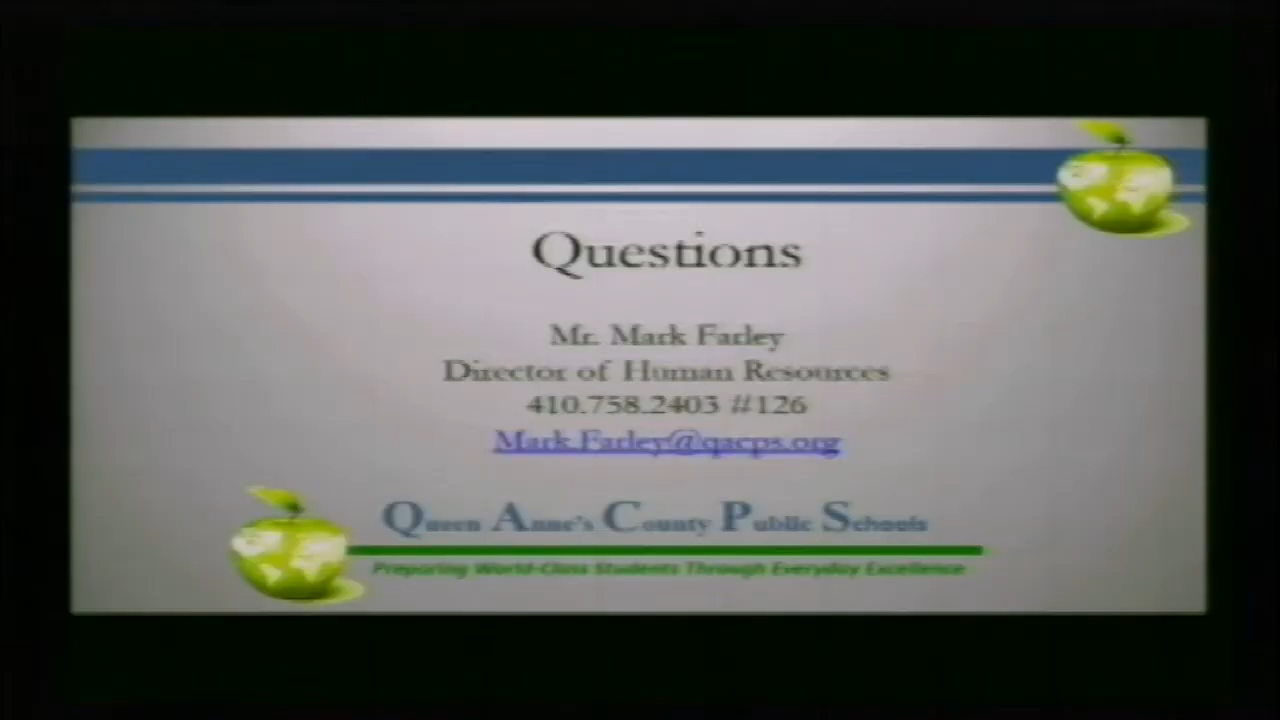 Questions
Mr. Mark Farley
Director of Human Resources
410.758.2403 #126
Mark.Farley@qacps.org
Queen Anne's County Public Schools
Preparing World-Class Students Through Everyday Excellence